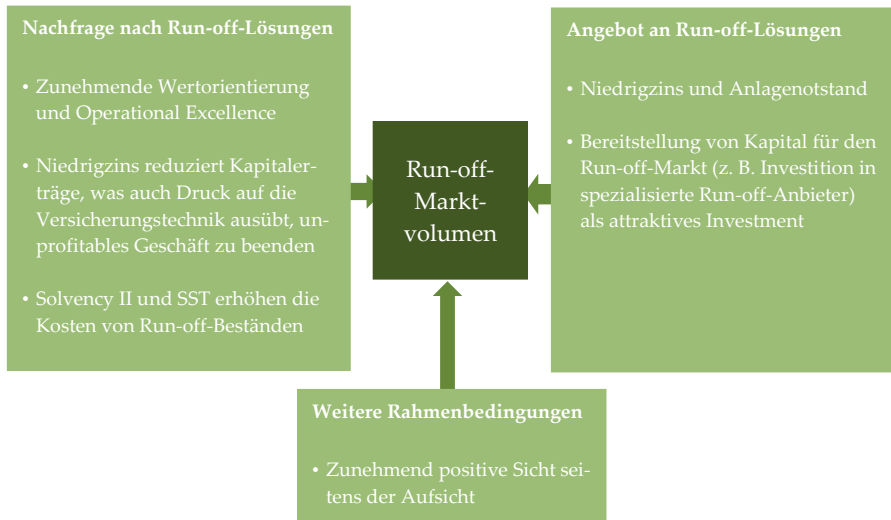 Nachfrage nach Run-off-Lösungen
• Zunehmende Wertorientierung
und Operational Excellence
• Niedrigzins reduziert Kapitaler-
träge, was auch Druck auf die
Versicherungstechnik ausübt, un-
profitables Geschäft zu beenden
• Solvency II und SST erhöhen die
Kosten von Run-off-Beständen
Run-off-
Markt-
volumen
Angebot an Run-off-Lösungen
• Niedrigzins und Anlagenotstand
• Bereitstellung von Kapital für den
Run-off-Markt (z. B. Investition in
spezialisierte Run-off-Anbieter)
als attraktives Investment
Weitere Rahmenbedingungen
• Zunehmend positive Sicht sei-
tens der Aufsicht